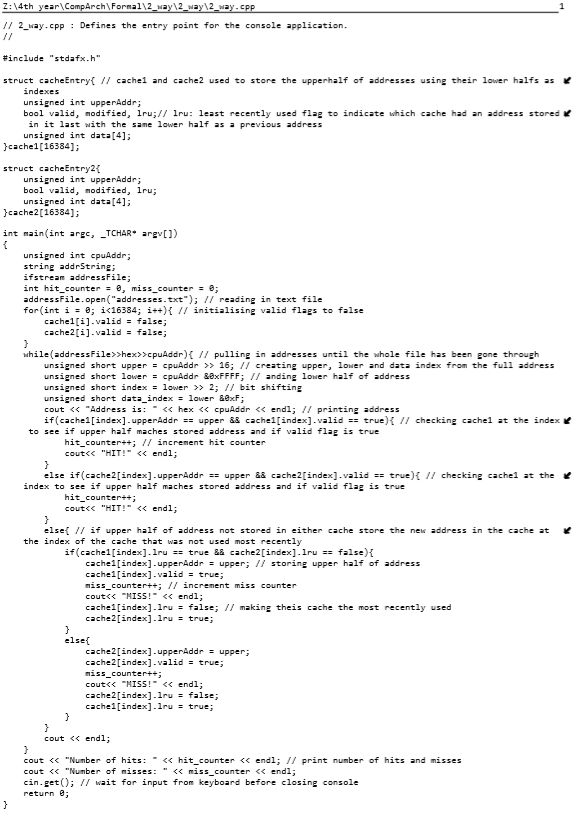 Z:\4th year\CompArch\Formal\2_way\2_way\2_way.cpp 1
// 2_way.cpp : Defines the entry point for the console application.
//
#include "stdafx.h"
struct cacheEntry{ // cache1 and cache2 used to store the upperhalf of addresses using their lower halfs as
indexes
unsigned int upperAddr;
bool valid, modified, lru;// lru: least recently used flag to indicate which cache had an address stored
in it last with the same lower half as a previous address
unsigned int data[4];
}cache1[16384];
struct cacheEntry2{
unsigned int upperAddr;
bool valid, modified, lru;
unsigned int data[4];
}cache2[16384];
int main(int argc, _TCHAR* argv[])
{
unsigned int cpuAddr;
string addrString;
ifstream addressFile;
int hit_counter = 0, miss_counter = 0;
addressFile.open("addresses.txt"); // reading in text file
for(int i = 0; i<16384; i++){ // initialising valid flags to false
cache1[i].valid = false;
cache2[i].valid = false;
}
while(addressFile>>hex>>cpuAddr){ // pulling in addresses until the whole file has been gone through
unsigned short upper = cpuAddr >> 16; // creating upper, lower and data index from the full address
unsigned short lower = cpuAddr &0xFFFF; // anding lower half of address
unsigned short index = lower >> 2; // bit shifting
unsigned short data_index = lower &0xF;
cout << "Address is: " << hex << cpuAddr << endl; // printing address
if(cache1[index].upperAddr == upper && cache1[index].valid == true){ // checking cache1 at the index
to see if upper half maches stored address and if valid flag is true
hit_counter++; // increment hit counter
cout<< "HIT!" << endl;
}
else if(cache2[index].upperAddr == upper && cache2[index].valid == true){ // checking cache1 at the
index to see if upper half maches stored address and if valid flag is true
hit_counter++;
cout<< "HIT!" << endl;
}
else{ // if upper half of address not stored in either cache store the new address in the cache at
the index of the cache that was not used most recently
if(cache1[index].lru == true && cache2[index].lru == false){
cache1[index].upperAddr = upper; // storing upper half of address
cache1[index].valid = true;
miss_counter++; // increment miss counter
cout<< "MISS!" << endl;
cache1[index].lru = false; // making theis cache the most recently used
cache2[index].lru = true;
}
else{
cache2[index].upperAddr = upper;
cache2[index].valid = true;
miss_counter++;
cout<< "MISS!" << endl;
cache2[index].lru = false;
cache1[index].lru = true;
}
}
cout << endl;
}
cout << "Number of hits: " << hit_counter << endl; // print number of hits and misses
cout << "Number of misses: " << miss_counter << endl;
cin.get(); // wait for input from keyboard before closing console
return 0;
}